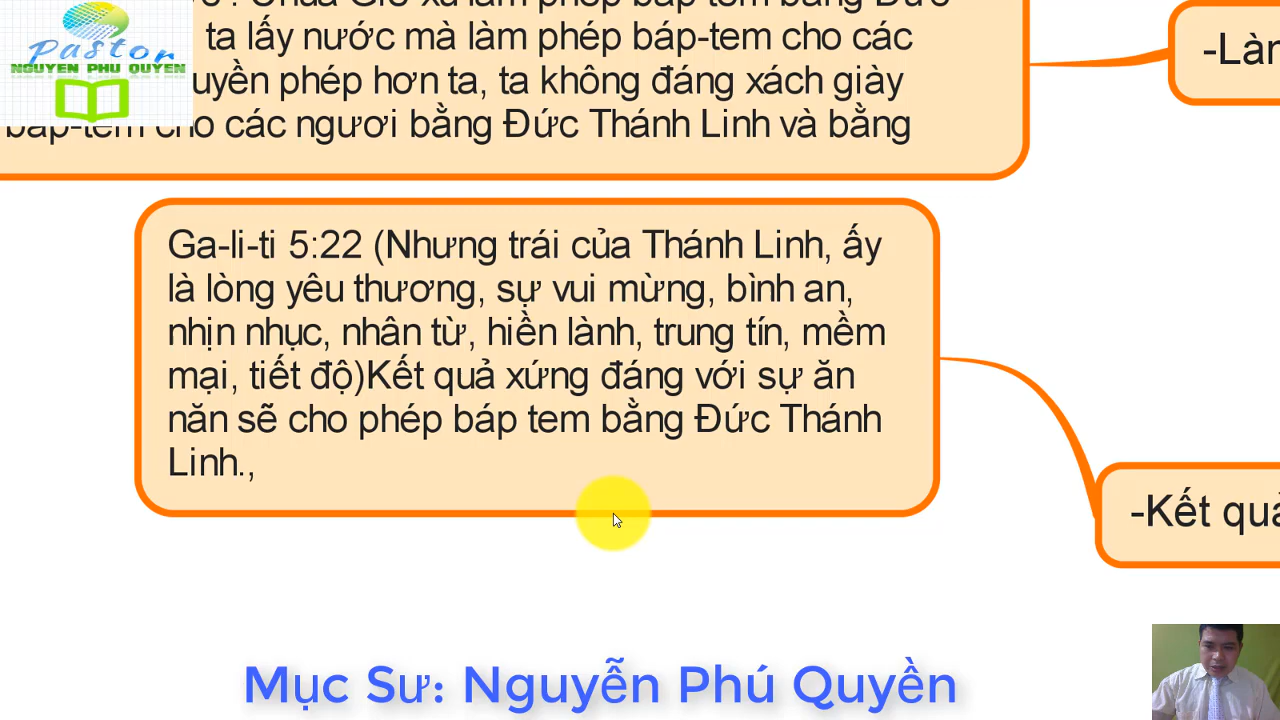 Pastor
NGUYEN PHU QUYEN
ta lấy nước mà làm phép báp-tem cho các
uyền phép hơn ta, ta không đáng xách giày
báp-tem cho các ngươi bằng Đức Thánh Linh và bằng
-Làn
Ga-li-ti 5:22 (Nhưng trái của Thánh Linh, ấy
là lòng yêu thương, sự vui mừng, bình an,
nhịn nhục, nhân từ, hiền lành, trung tín, mềm
mại, tiết độ)Kết quả xứng đáng với sự ăn
năn sẽ cho phép báp tem bằng Đức Thánh
Linh.,
-Kết quả
Mục Sư: Nguyễn Phú Quyền